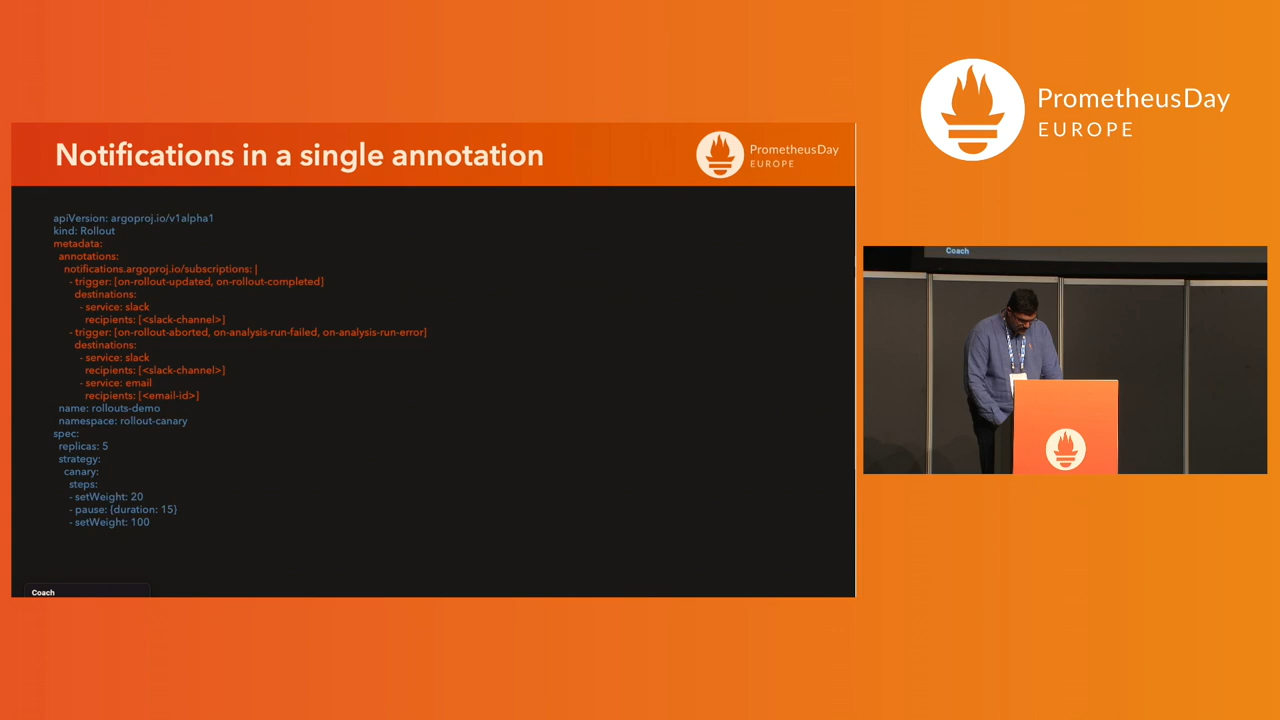 Notifications in a single annotation
PrometheusDay
EUROPE
apiVersion: argoproj.io/v1alpha1
kind: Rollout
metadata:
annotations:
notifications.argoproj.io/subscriptions: |
- trigger: [on-rollout-updated, on-rollout-completed]
destinations:
- service: slack
recipients: [<slack-channel>]
- trigger: [on-rollout-aborted, on-analysis-run-failed, on-analysis-run-error]
destinations:
- service: slack
recipients: [<slack-channel>]
- service: email
recipients: [<email-id>]
name: rollouts-demo
namespace: rollout-canary
spec:
replicas: 5
strategy:
canary:
steps:
- setWeight: 20
- pause: {duration: 15}
- setWeight: 100
Coach
PrometheusDay
EUROPE
Coach